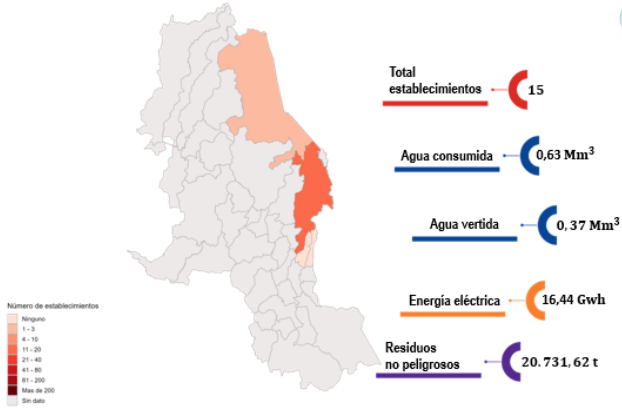 Total
establecimientos
15
Agua consumida
0,63 Mm³
Agua vertida
0,37 Mm³
Energía eléctrica
16,44 Gwh
Residuos
no peligrosos
20.731,62 t
Número de establecimientos
Ninguno
1 - 3
4 - 10
11 - 20
21 - 40
41 - 80
81 - 200
Mas de 200
Sin dato